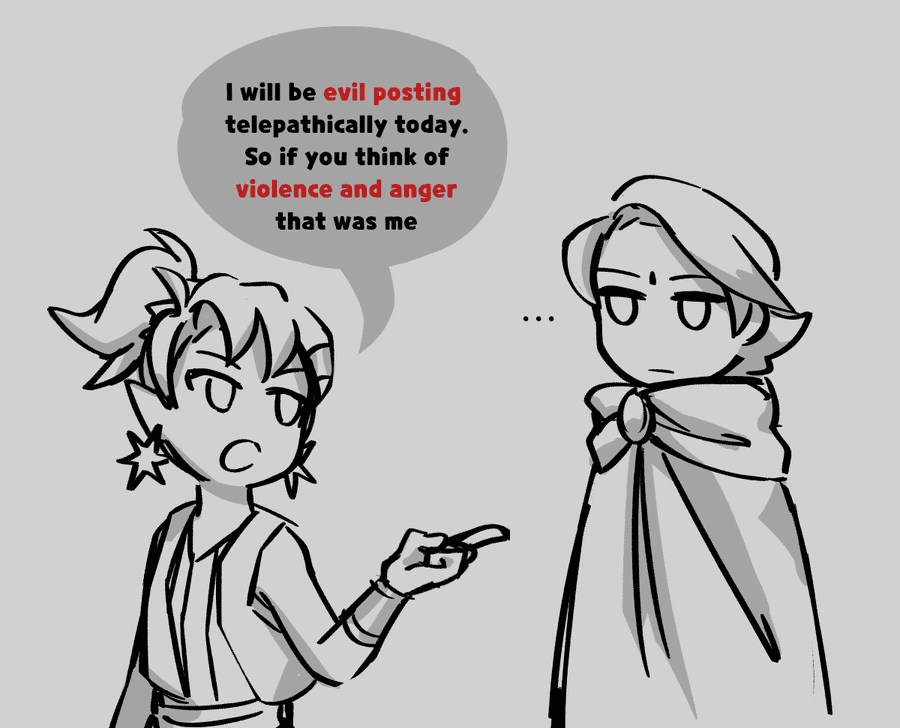 I will be evil posting
telepathically today.
So if you think of
violence and anger
that was me
...